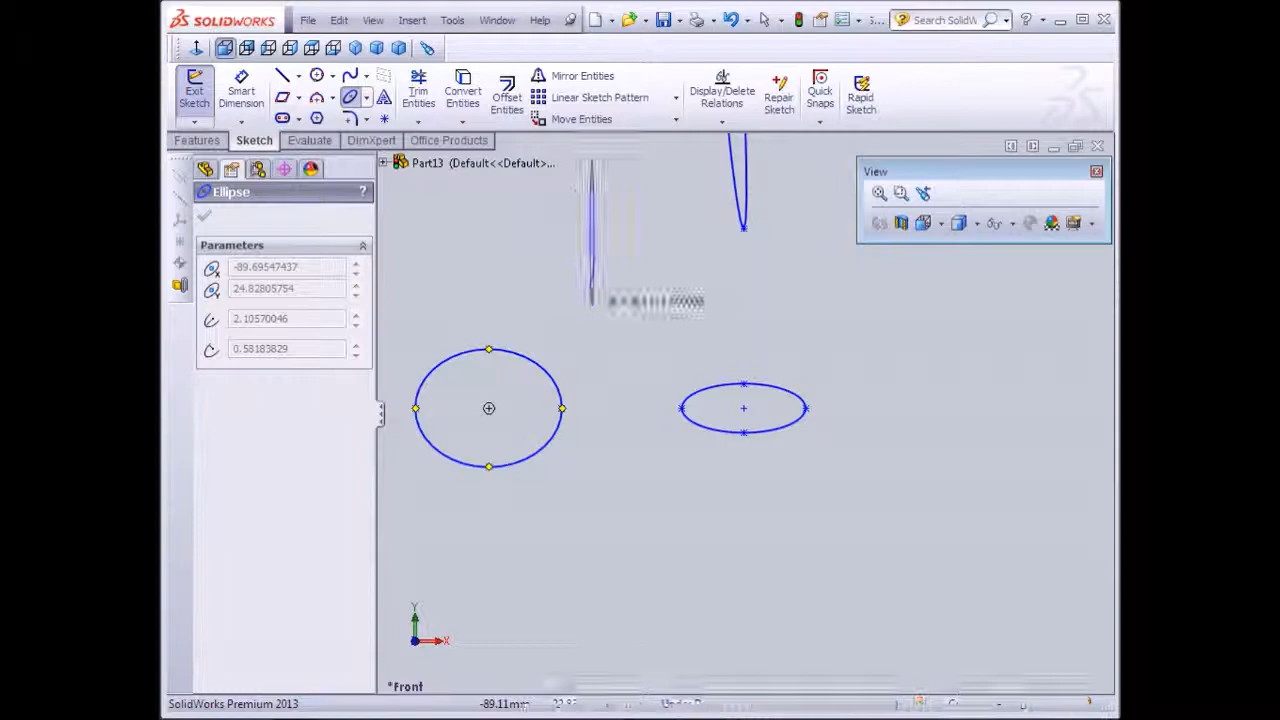 SOLIDWORKS File Edit View Insert Tools Window Help S... Search SolidW
Exit Sketch
Smart Dimension
Trim Entities
Convert Entities
Offset Entities
Mirror Entities
Linear Sketch Pattern
Move Entities
Display/Delete Relations
Repair Sketch
Quick Snaps
Rapid Sketch
Features Sketch Evaluate DimXpert Office Products
Part13 (Default<<Default>...
View
Ellipse ?
Parameters
-89.69547437
24.82805754
2.10570046
0.58183829
Y
X
*Front
SolidWorks Premium 2013 -89.11mm